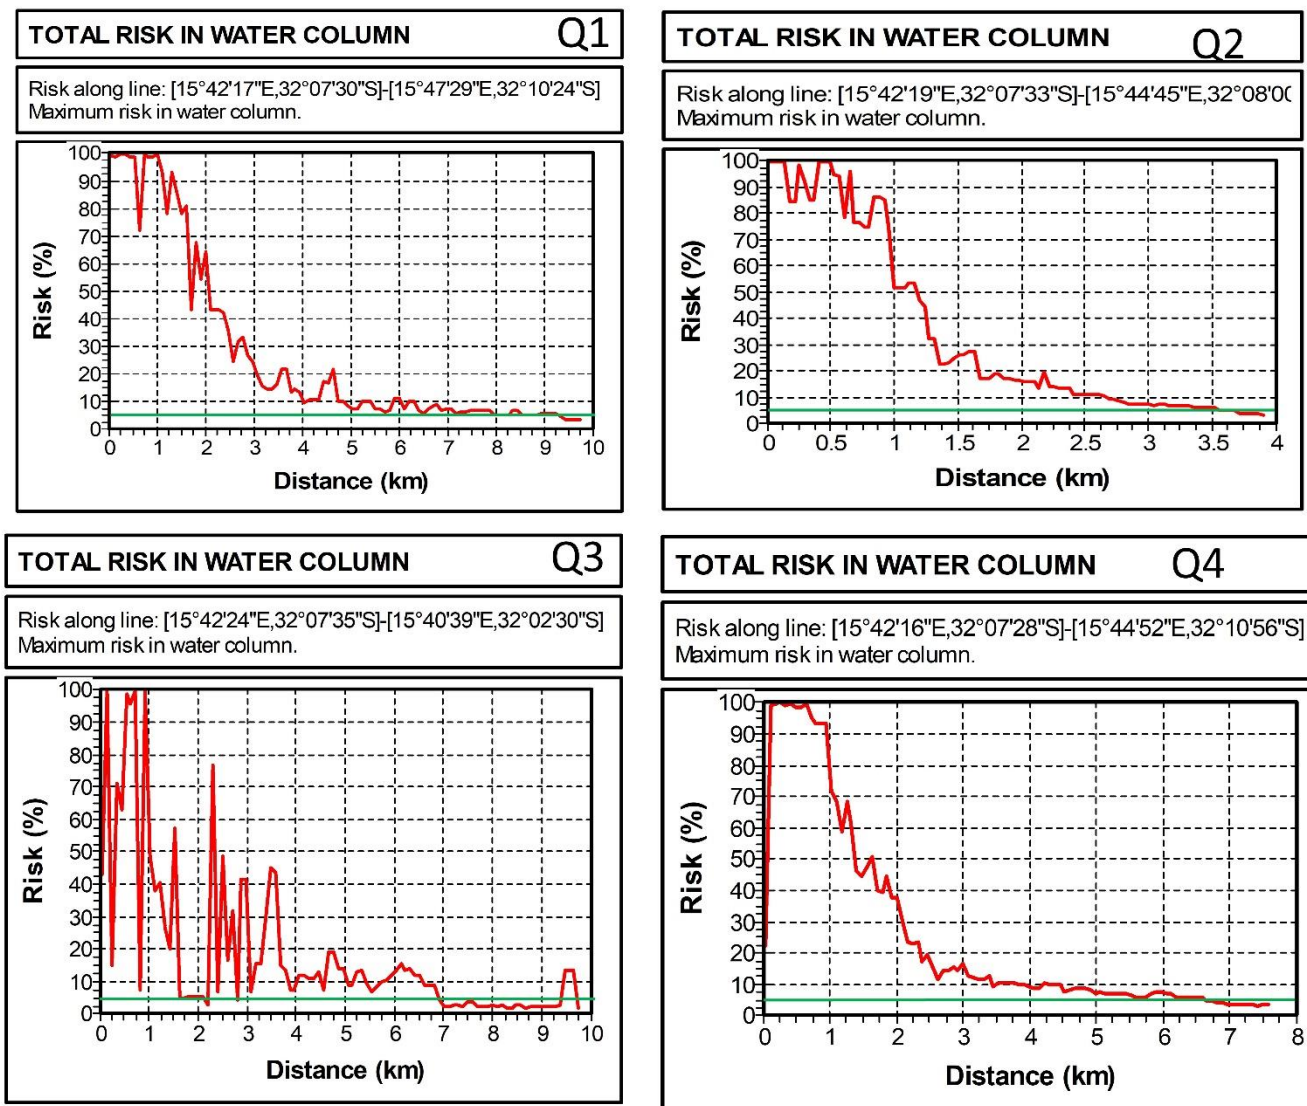 TOTAL RISK IN WATER COLUMN Q1
Risk along line: [15°42'17"E,32°07'30"S]-[15°47'29"E,32°10'24"S]
Maximum risk in water column.
100
90
80
70
60
50
40
30
20
10
0
Risk (%)
0 1 2 3 4 5 6 7 8 9 10
Distance (km)
TOTAL RISK IN WATER COLUMN Q2
Risk along line: [15°42'19"E,32°07'33"S]-[15°44'45"E,32°08'00
Maximum risk in water column.
100
90
80
70
60
50
40
30
20
10
0
Risk (%)
0 0.5 1 1.5 2 2.5 3 3.5 4
Distance (km)
TOTAL RISK IN WATER COLUMN Q3
Risk along line: [15°42'24"E,32°07'35"S]-[15°40'39"E,32°02'30"S]
Maximum risk in water column.
100
90
80
70
60
50
40
30
20
10
0
Risk (%)
0 1 2 3 4 5 6 7 8 9 10
Distance (km)
TOTAL RISK IN WATER COLUMN Q4
Risk along line: [15°42'16"E,32°07'28"S]-[15°44'52"E,32°10'56"S]
Maximum risk in water column.
100
90
80
70
60
50
40
30
20
10
0
Risk (%)
0 1 2 3 4 5 6 7 8
Distance (km)